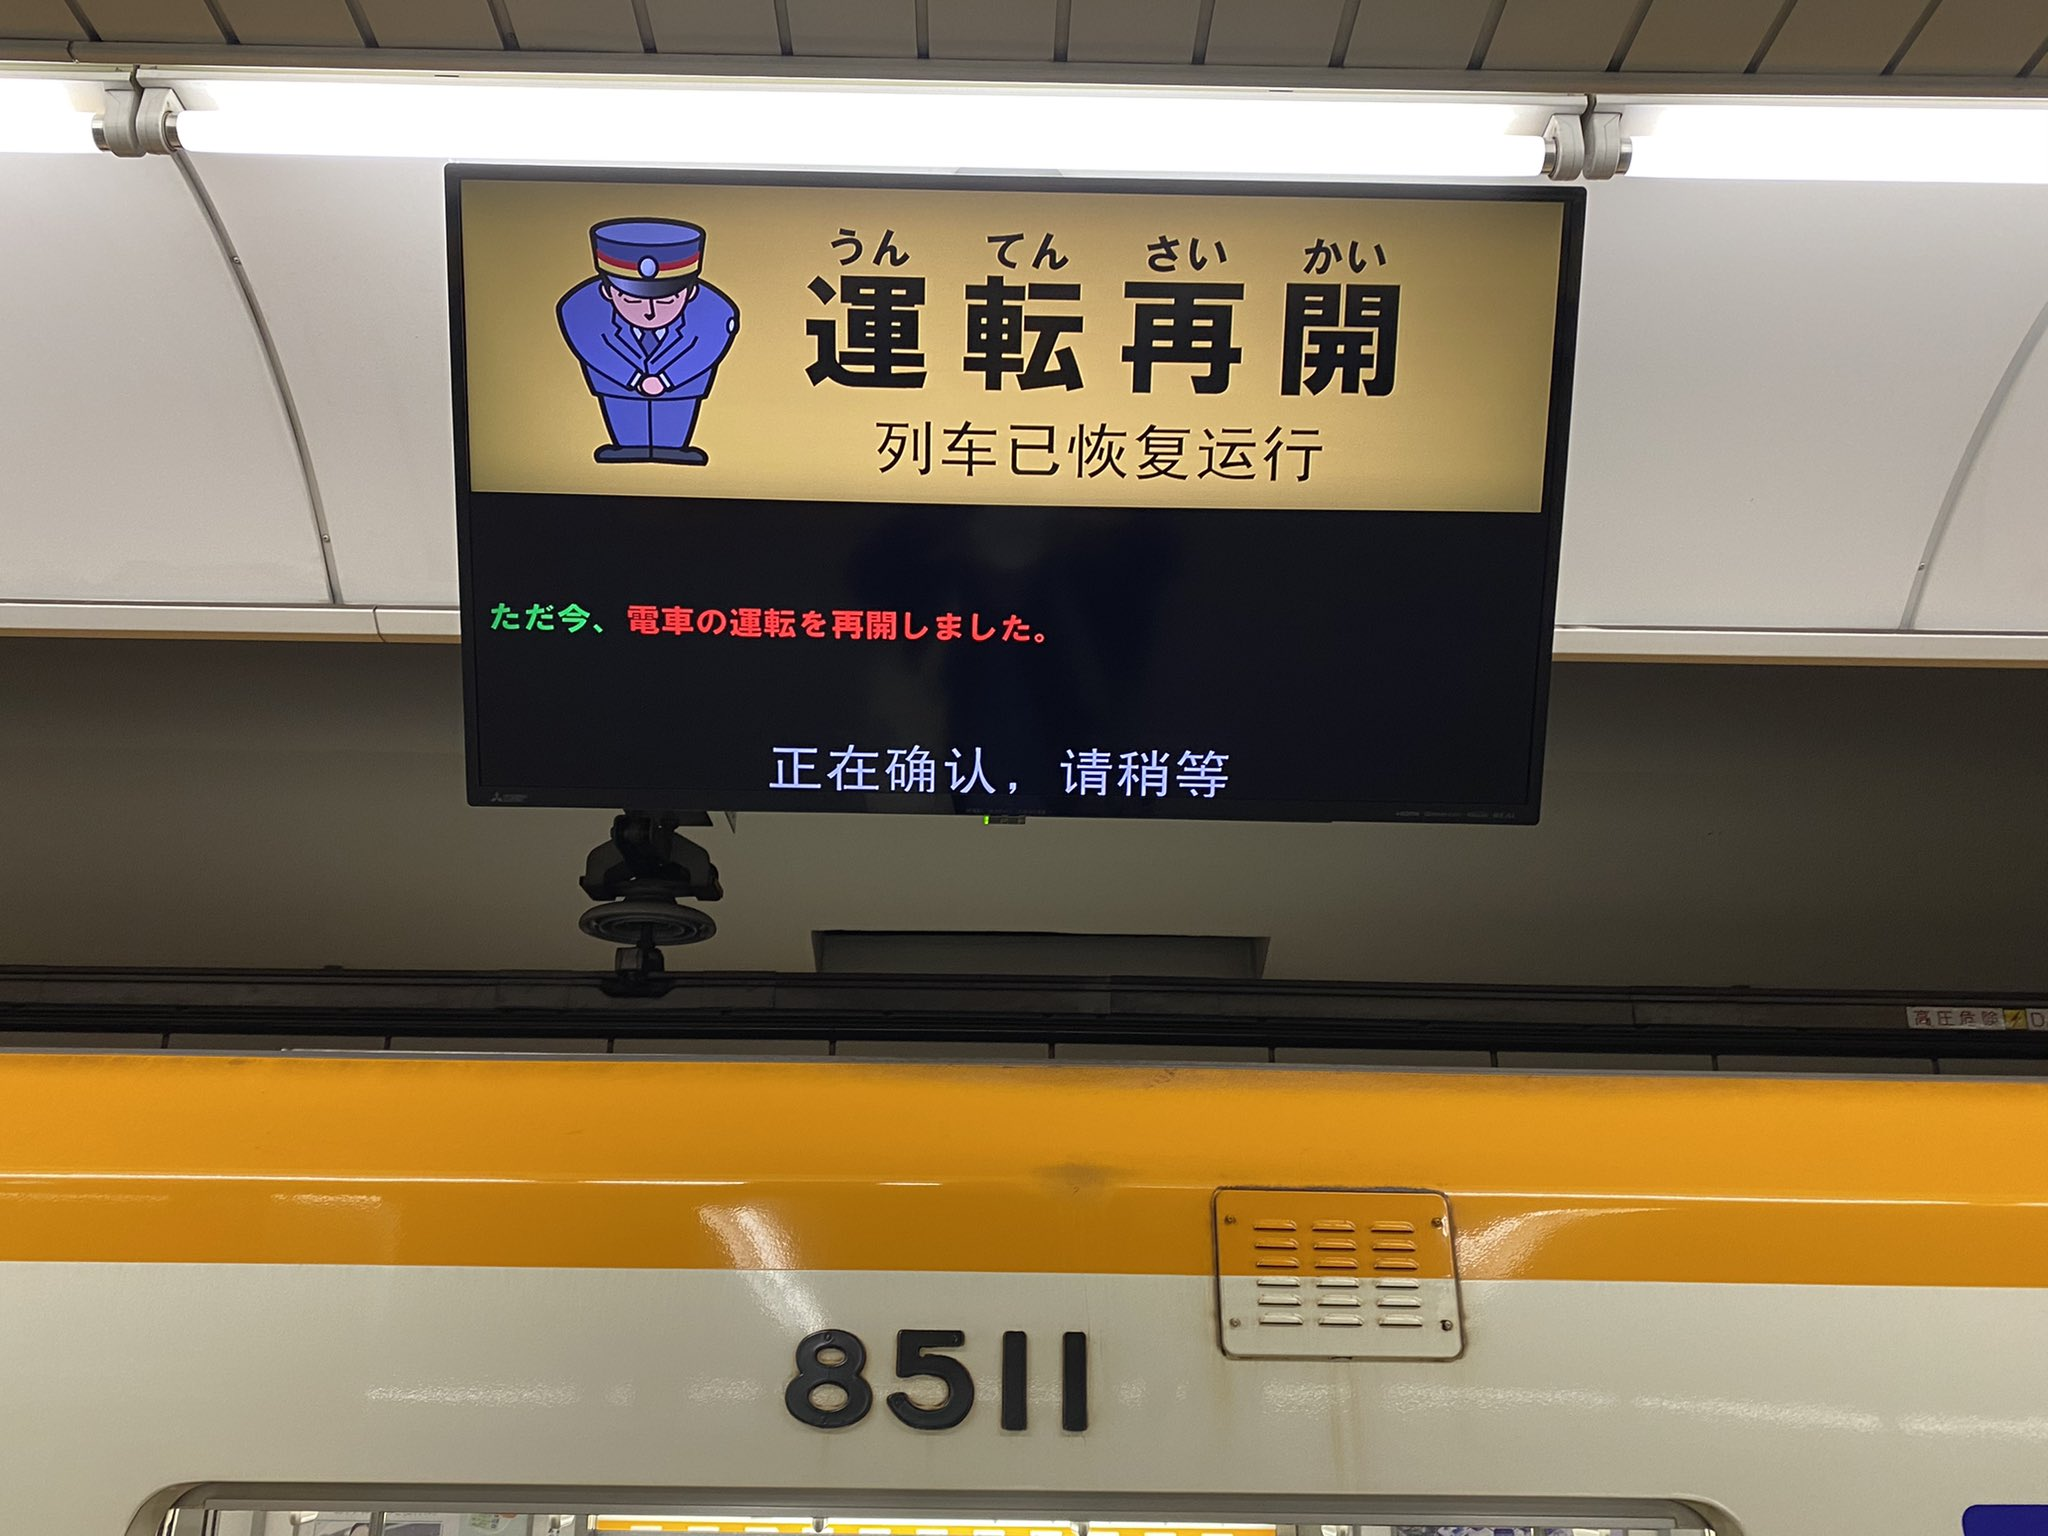 うん てん さい かい
運転再開
列车已恢复运行
ただ今、電車の運転を再開しました。
正在确认，请稍等
高圧危険
8511